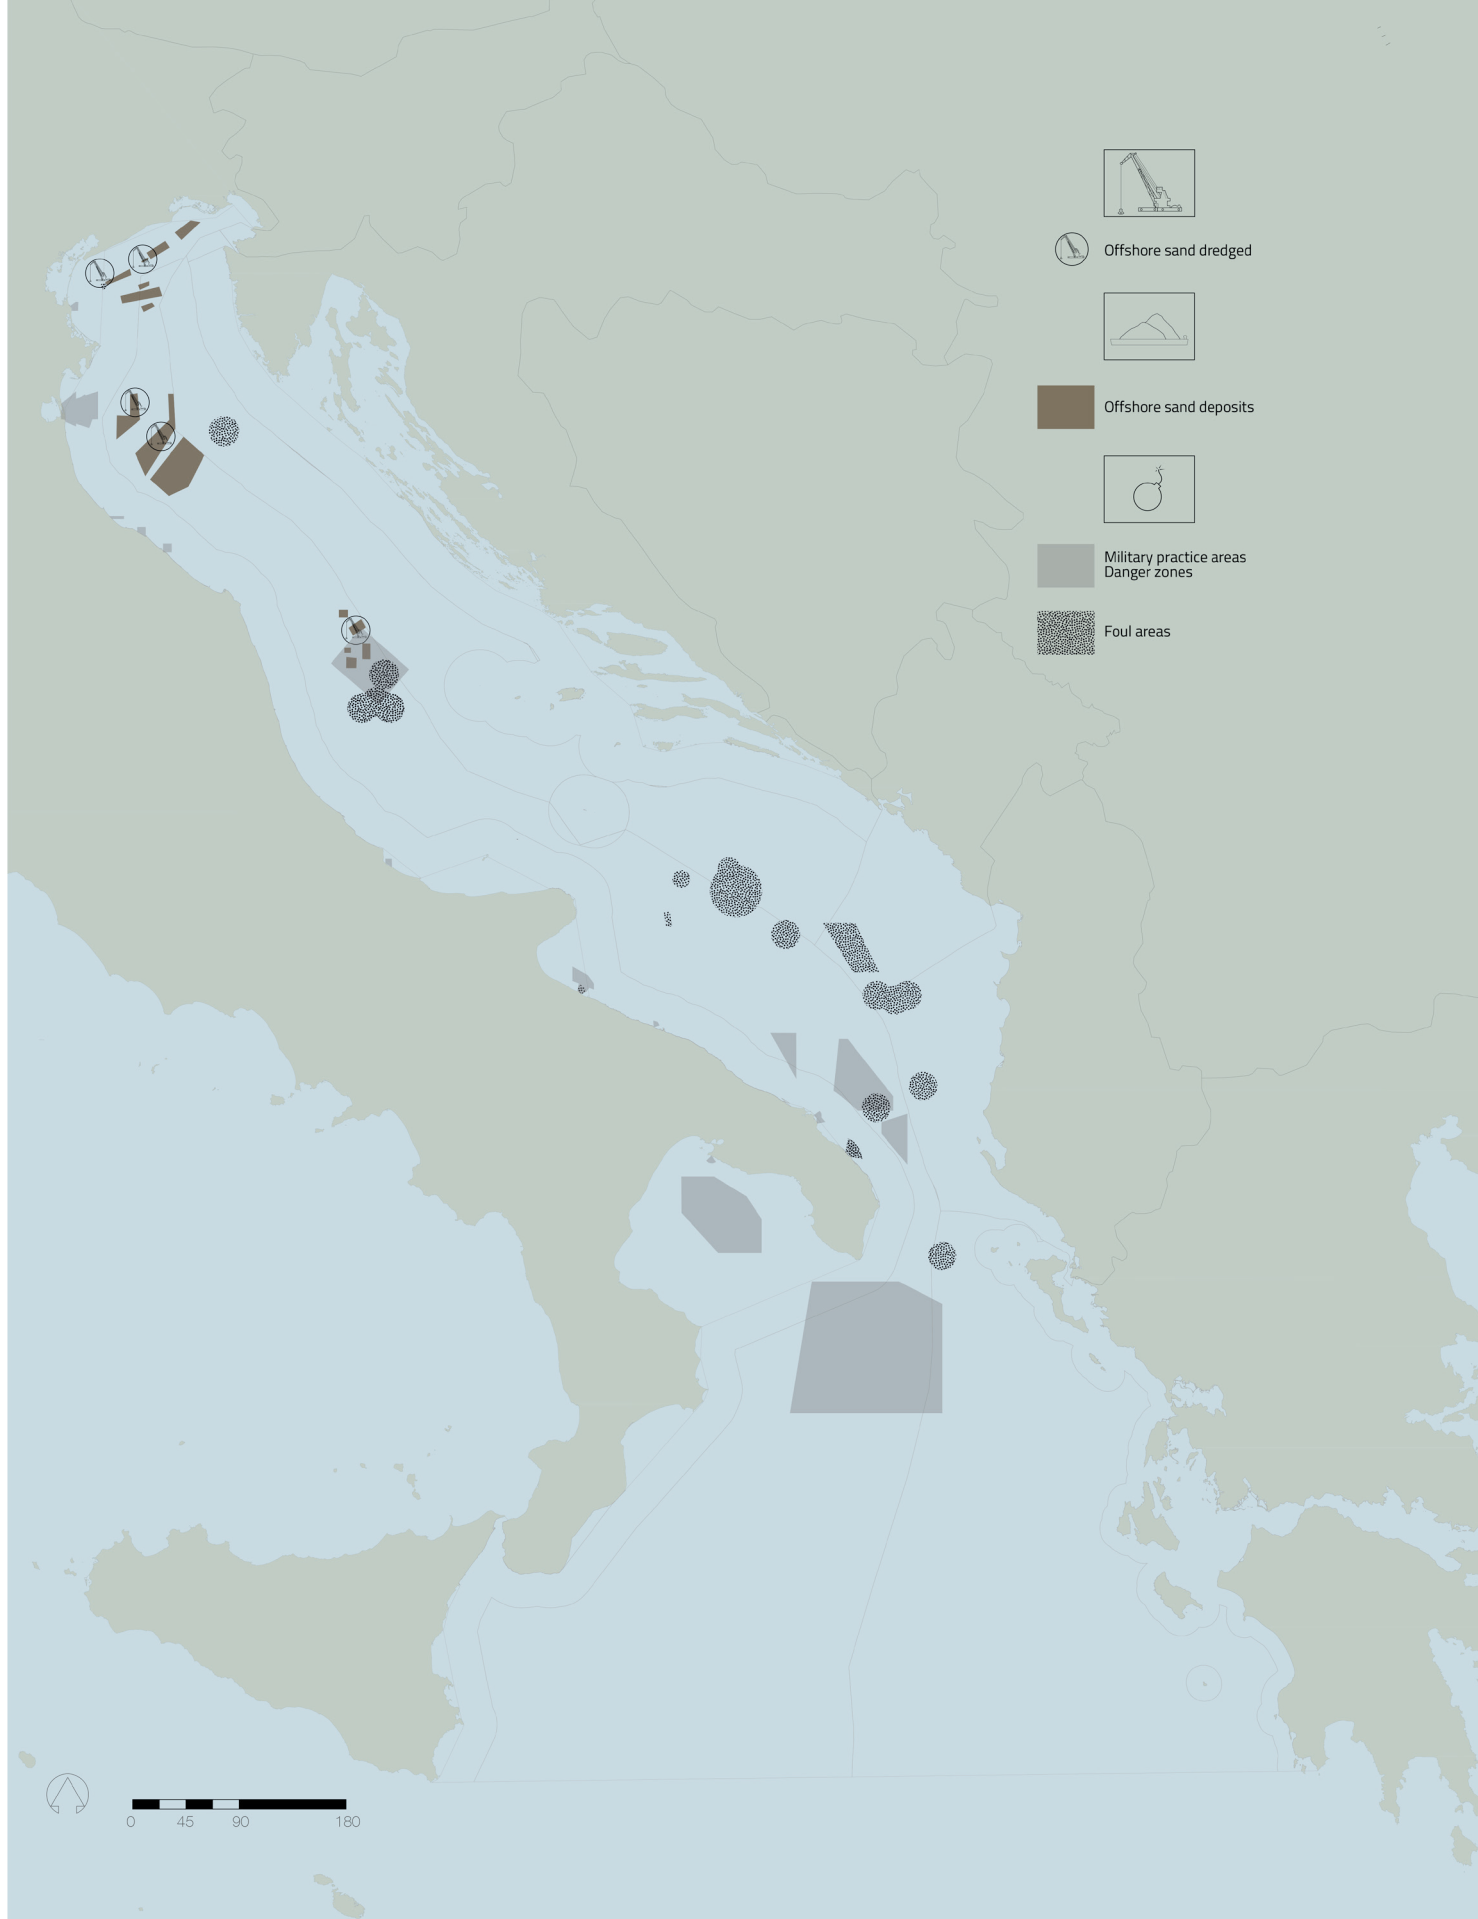 Offshore sand dredged
Offshore sand deposits
Military practice areas
Danger zones
Foul areas
0 45 90 180